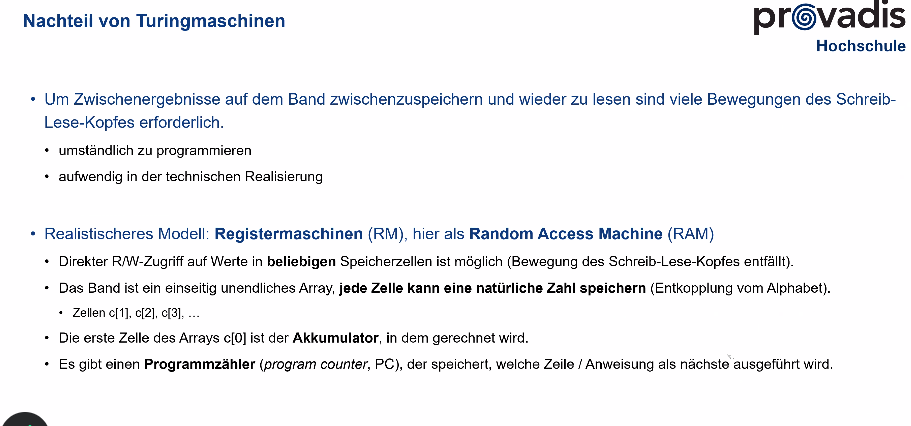 Nachteil von Turingmaschinen
provadis
Hochschule
• Um Zwischenergebnisse auf dem Band zwischenzuspeichern und wieder zu lesen sind viele Bewegungen des Schreib-
Lese-Kopfes erforderlich.
• umständlich zu programmieren
• aufwendig in der technischen Realisierung
• Realistischeres Modell: Registermaschinen (RM), hier als Random Access Machine (RAM)
• Direkter R/W-Zugriff auf Werte in beliebigen Speicherzellen ist möglich (Bewegung des Schreib-Lese-Kopfes entfällt).
• Das Band ist ein einseitig unendliches Array, jede Zelle kann eine natürliche Zahl speichern (Entkopplung vom Alphabet).
• Zellen c[1], c[2], c[3], …
• Die erste Zelle des Arrays c[0] ist der Akkumulator, in dem gerechnet wird.
• Es gibt einen Programmzähler (program counter, PC), der speichert, welche Zeile / Anweisung als nächste ausgeführt wird.